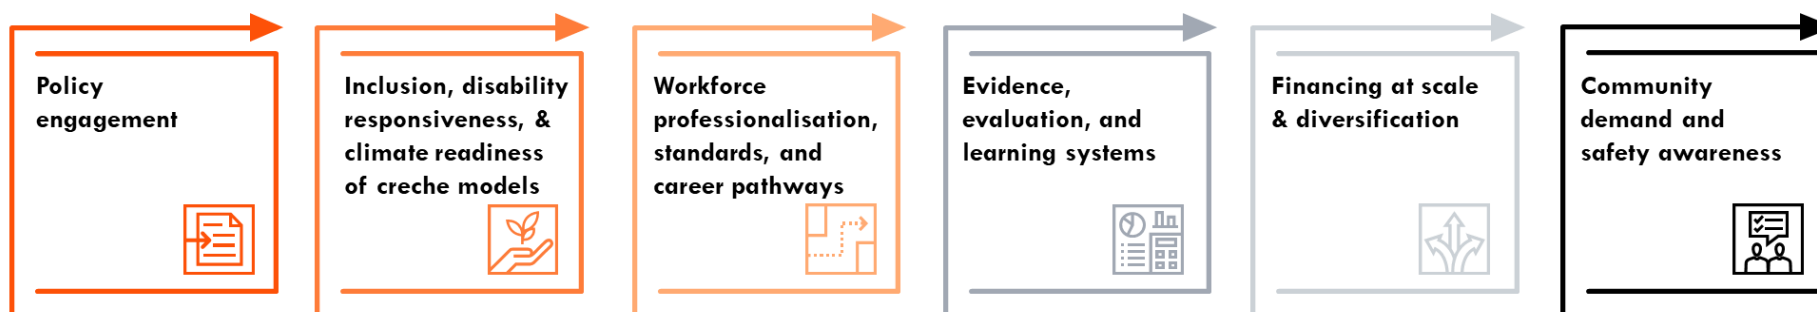 Policy
engagement
Inclusion, disability
responsiveness, &
climate readiness
of creche models
Workforce
professionalisation,
standards, and
career pathways
Evidence,
evaluation, and
learning systems
Financing at scale
& diversification
Community
demand and
safety awareness